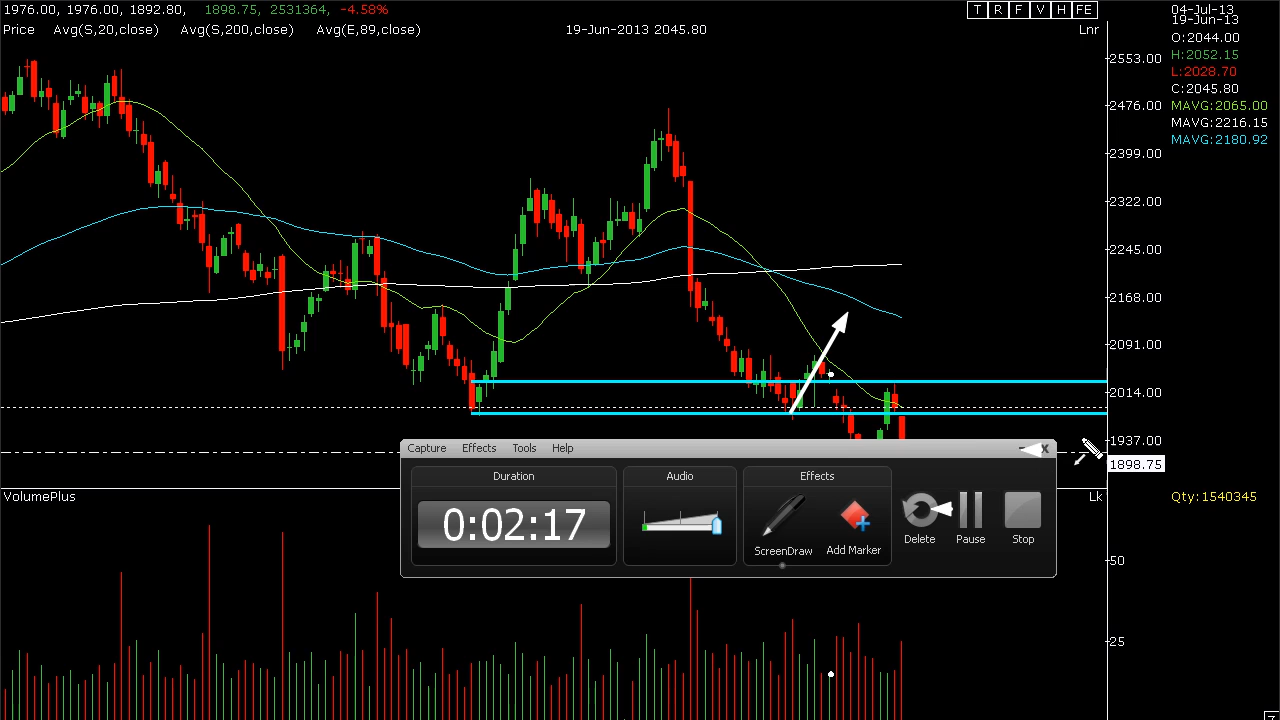 1976.00, 1976.00, 1892.80, 1898.75, 2531364, -4.58%
T R F V H FE
04-Jul-13
19-Jun-13
Price Avg(S,20,close) Avg(S,200,close) Avg(E,89,close) 19-Jun-2013 2045.80 Lnr
O:2044.00
H:2052.15
L:2028.70
C:2045.80
MAVG:2065.00
MAVG:2216.15
MAVG:2180.92
2553.00
2476.00
2399.00
2322.00
2245.00
2168.00
2091.00
2014.00
1937.00
1898.75
Capture Effects Tools Help
Duration Audio Effects
0:02:17
ScreenDraw Add Marker Delete Pause Stop
VolumePlus Lk Qty:1540345
50
25
Z